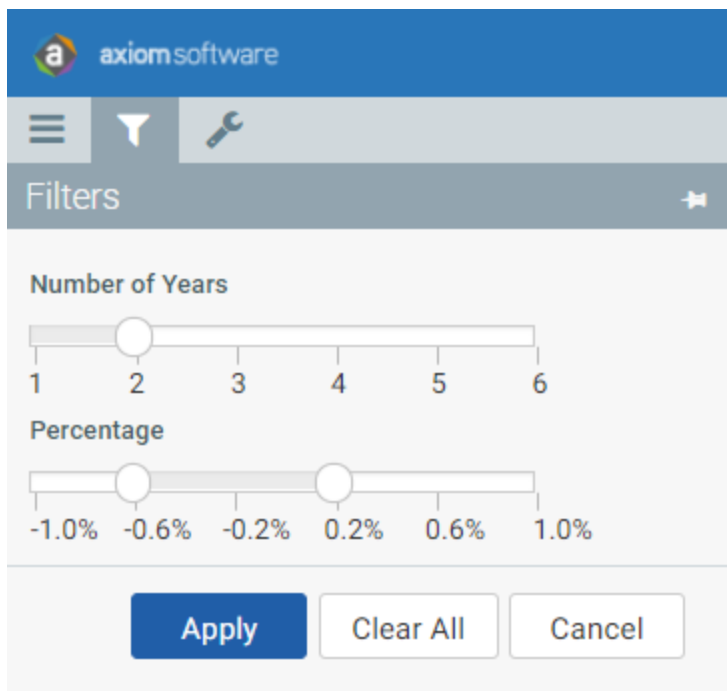 a axiomsoftware
Filters
Number of Years
1 2 3 4 5 6
Percentage
-1.0% -0.6% -0.2% 0.2% 0.6% 1.0%
Apply Clear All Cancel